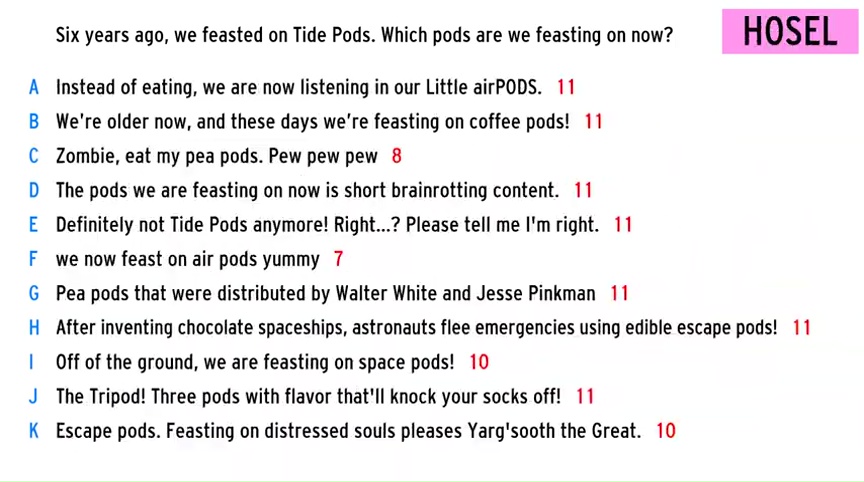 Six years ago, we feasted on Tide Pods. Which pods are we feasting on now?
HOSEL
A Instead of eating, we are now listening in our Little airPODS. 11
B We're older now, and these days we're feasting on coffee pods! 11
C Zombie, eat my pea pods. Pew pew pew 8
D The pods we are feasting on now is short brainrotting content. 11
E Definitely not Tide Pods anymore! Right...? Please tell me I'm right. 11
F we now feast on air pods yummy 7
G Pea pods that were distributed by Walter White and Jesse Pinkman 11
H After inventing chocolate spaceships, astronauts flee emergencies using edible escape pods! 11
I Off of the ground, we are feasting on space pods! 10
J The Tripod! Three pods with flavor that'll knock your socks off! 11
K Escape pods. Feasting on distressed souls pleases Yarg'sooth the Great. 10